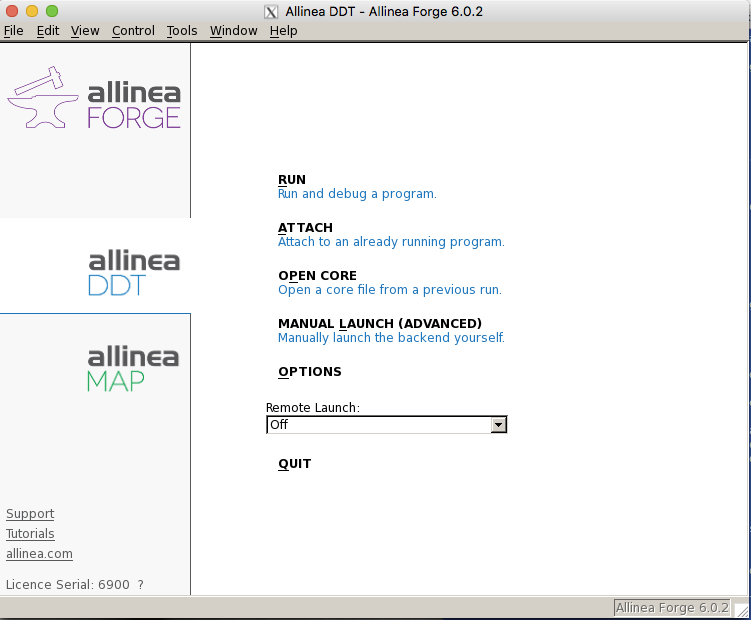 Allinea DDT - Allinea Forge 6.0.2
File Edit View Control Tools Window Help
allinea
FORGE
allinea
DDT
allinea
MAP
Support
Tutorials
allinea.com
Licence Serial: 6900 ?
RUN
Run and debug a program.
ATTACH
Attach to an already running program.
OPEN CORE
Open a core file from a previous run.
MANUAL LAUNCH (ADVANCED)
Manually launch the backend yourself.
OPTIONS
Remote Launch:
Off
QUIT
Allinea Forge 6.0.2